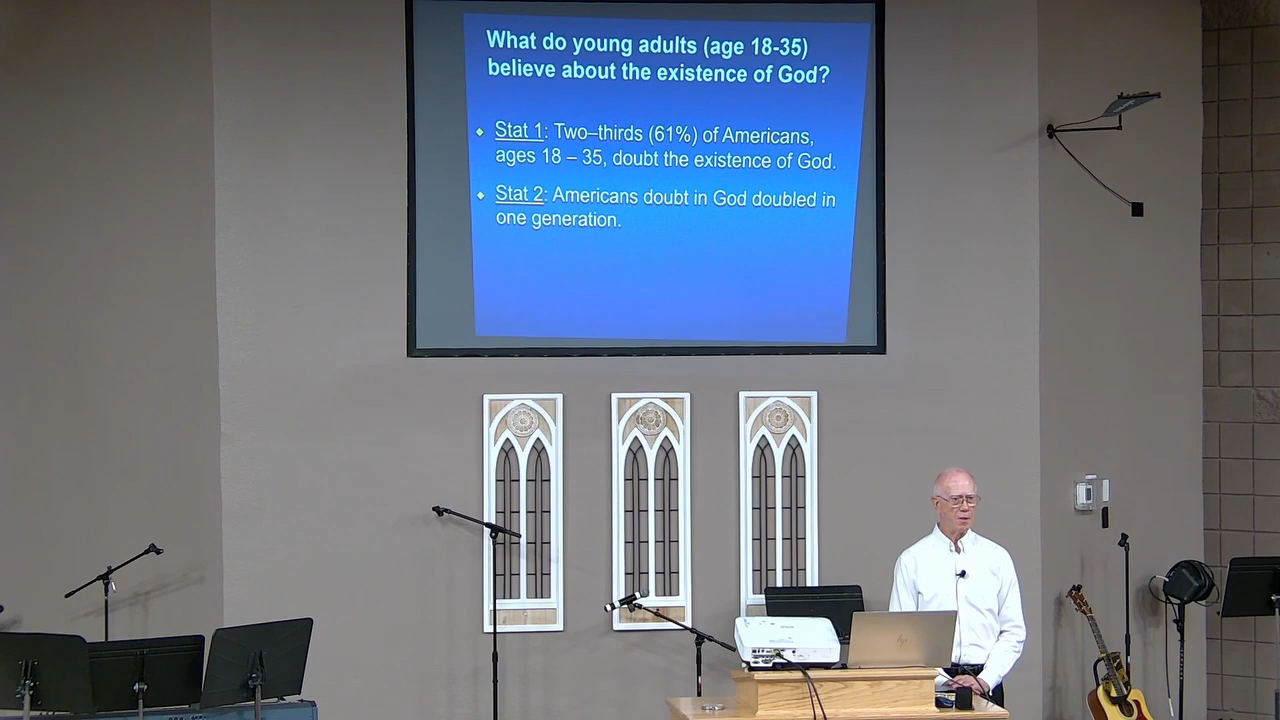 What do young adults (age 18-35)
believe about the existence of God?
Stat 1: Two–thirds (61%) of Americans,
ages 18 – 35, doubt the existence of God.
Stat 2: Americans doubt in God doubled in
one generation.
hp